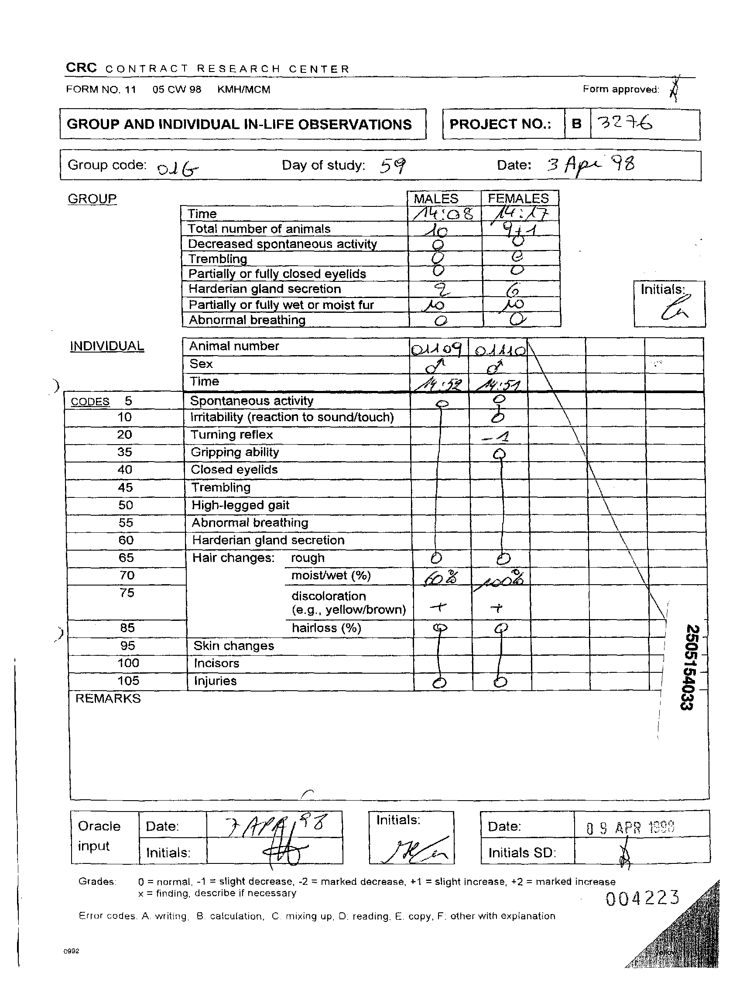 CRC CONTRACT RESEARCH CENTER
FORM NO. 11 05 CW 98 KMH/MCM Form approved:
GROUP AND INDIVIDUAL IN-LIFE OBSERVATIONS PROJECT NO.: B 3276
Group code: 01G Day of study: 59 Date: 3 Apr 98
GROUP MALES FEMALES
Time 14:08 14:17
Total number of animals 10 9+1
Decreased spontaneous activity 0 0
Trembling 0 0
Partially or fully closed eyelids 0 0
Harderian gland secretion 2 6 Initials:
Partially or fully wet or moist fur 10 10
Abnormal breathing 0 0
INDIVIDUAL Animal number 01109 01110
Sex ♂ ♂
Time 14:52 14:51
CODES 5 Spontaneous activity 0 0
10 Irritability (reaction to sound/touch) 0
20 Turning reflex -1
35 Gripping ability 0
40 Closed eyelids
45 Trembling
50 High-legged gait
55 Abnormal breathing
60 Harderian gland secretion
65 Hair changes: rough 0 0
70 moist/wet (%) 60% 100%
75 discoloration
(e.g., yellow/brown) + +
85 hairloss (%) 0 0
95 Skin changes
100 Incisors
105 Injuries 0 0
REMARKS
2505154033
Oracle input Date: 7 APR 98 Initials: Date: 09 APR 1998
Initials: Initials SD:
Grades: 0 = normal, -1 = slight decrease, -2 = marked decrease, +1 = slight increase, +2 = marked increase
x = finding, describe if necessary
004223
Error codes: A. writing, B. calculation, C. mixing up, D. reading, E. copy, F. other with explanation
0992